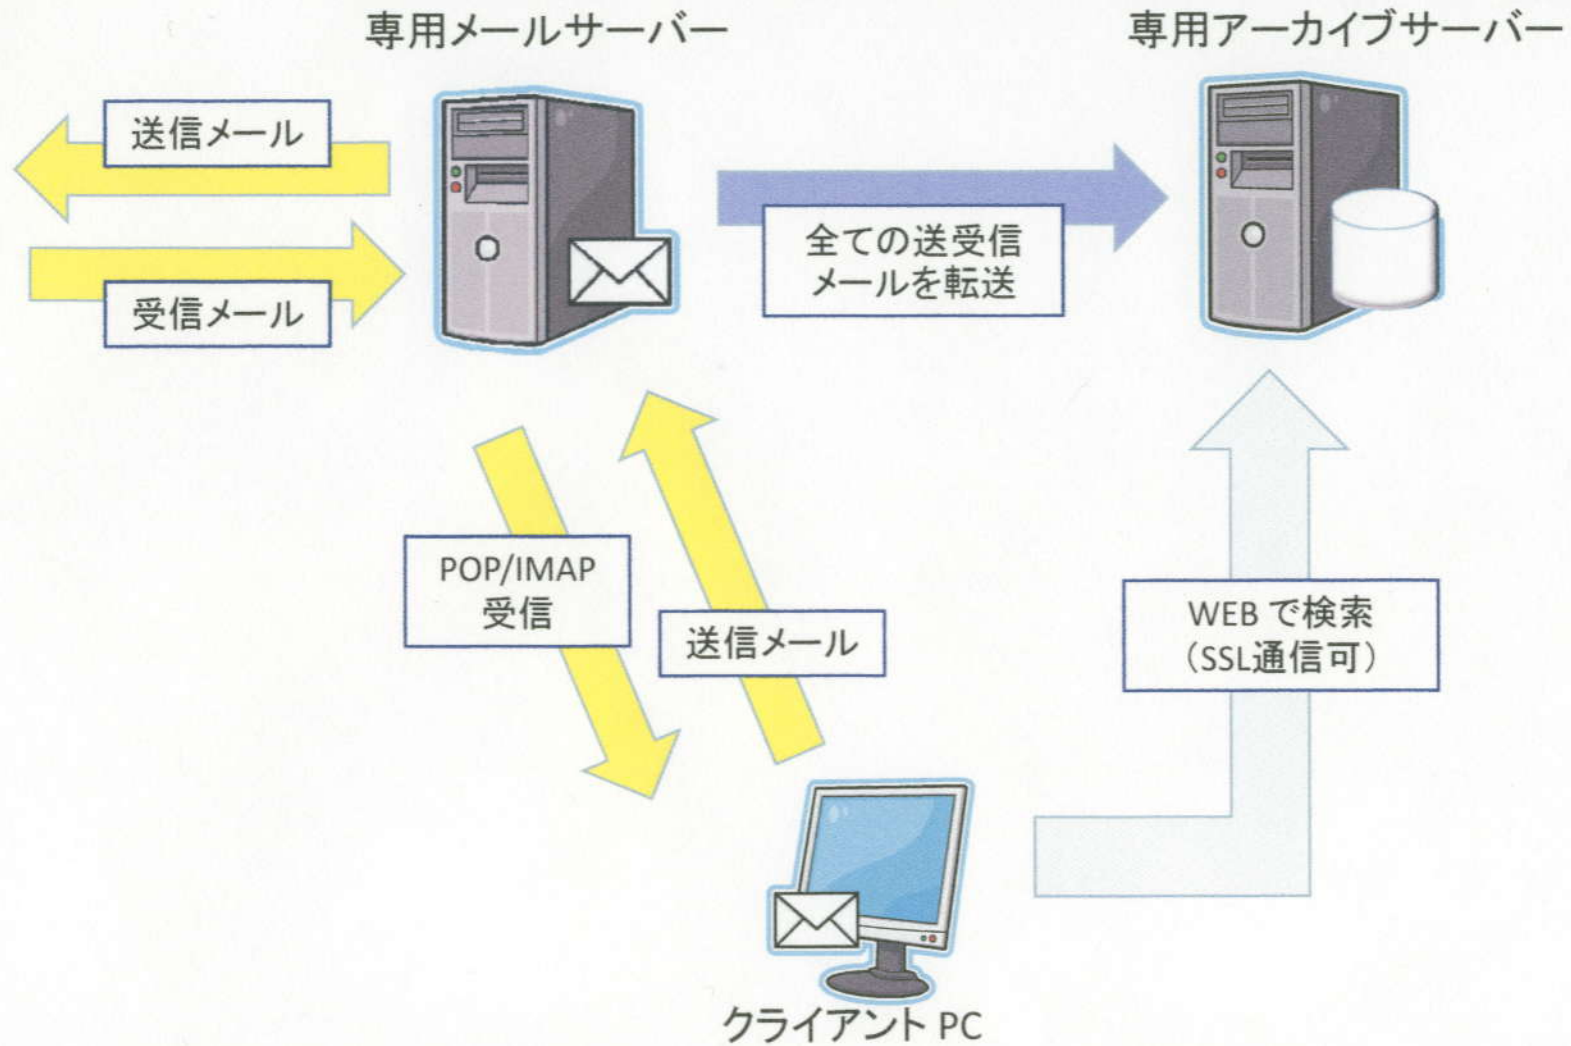 専用メールサーバー
専用アーカイブサーバー
送信メール
受信メール
全ての送受信
メールを転送
POP/IMAP
受信
送信メール
WEB で検索
(SSL通信可)
クライアント PC